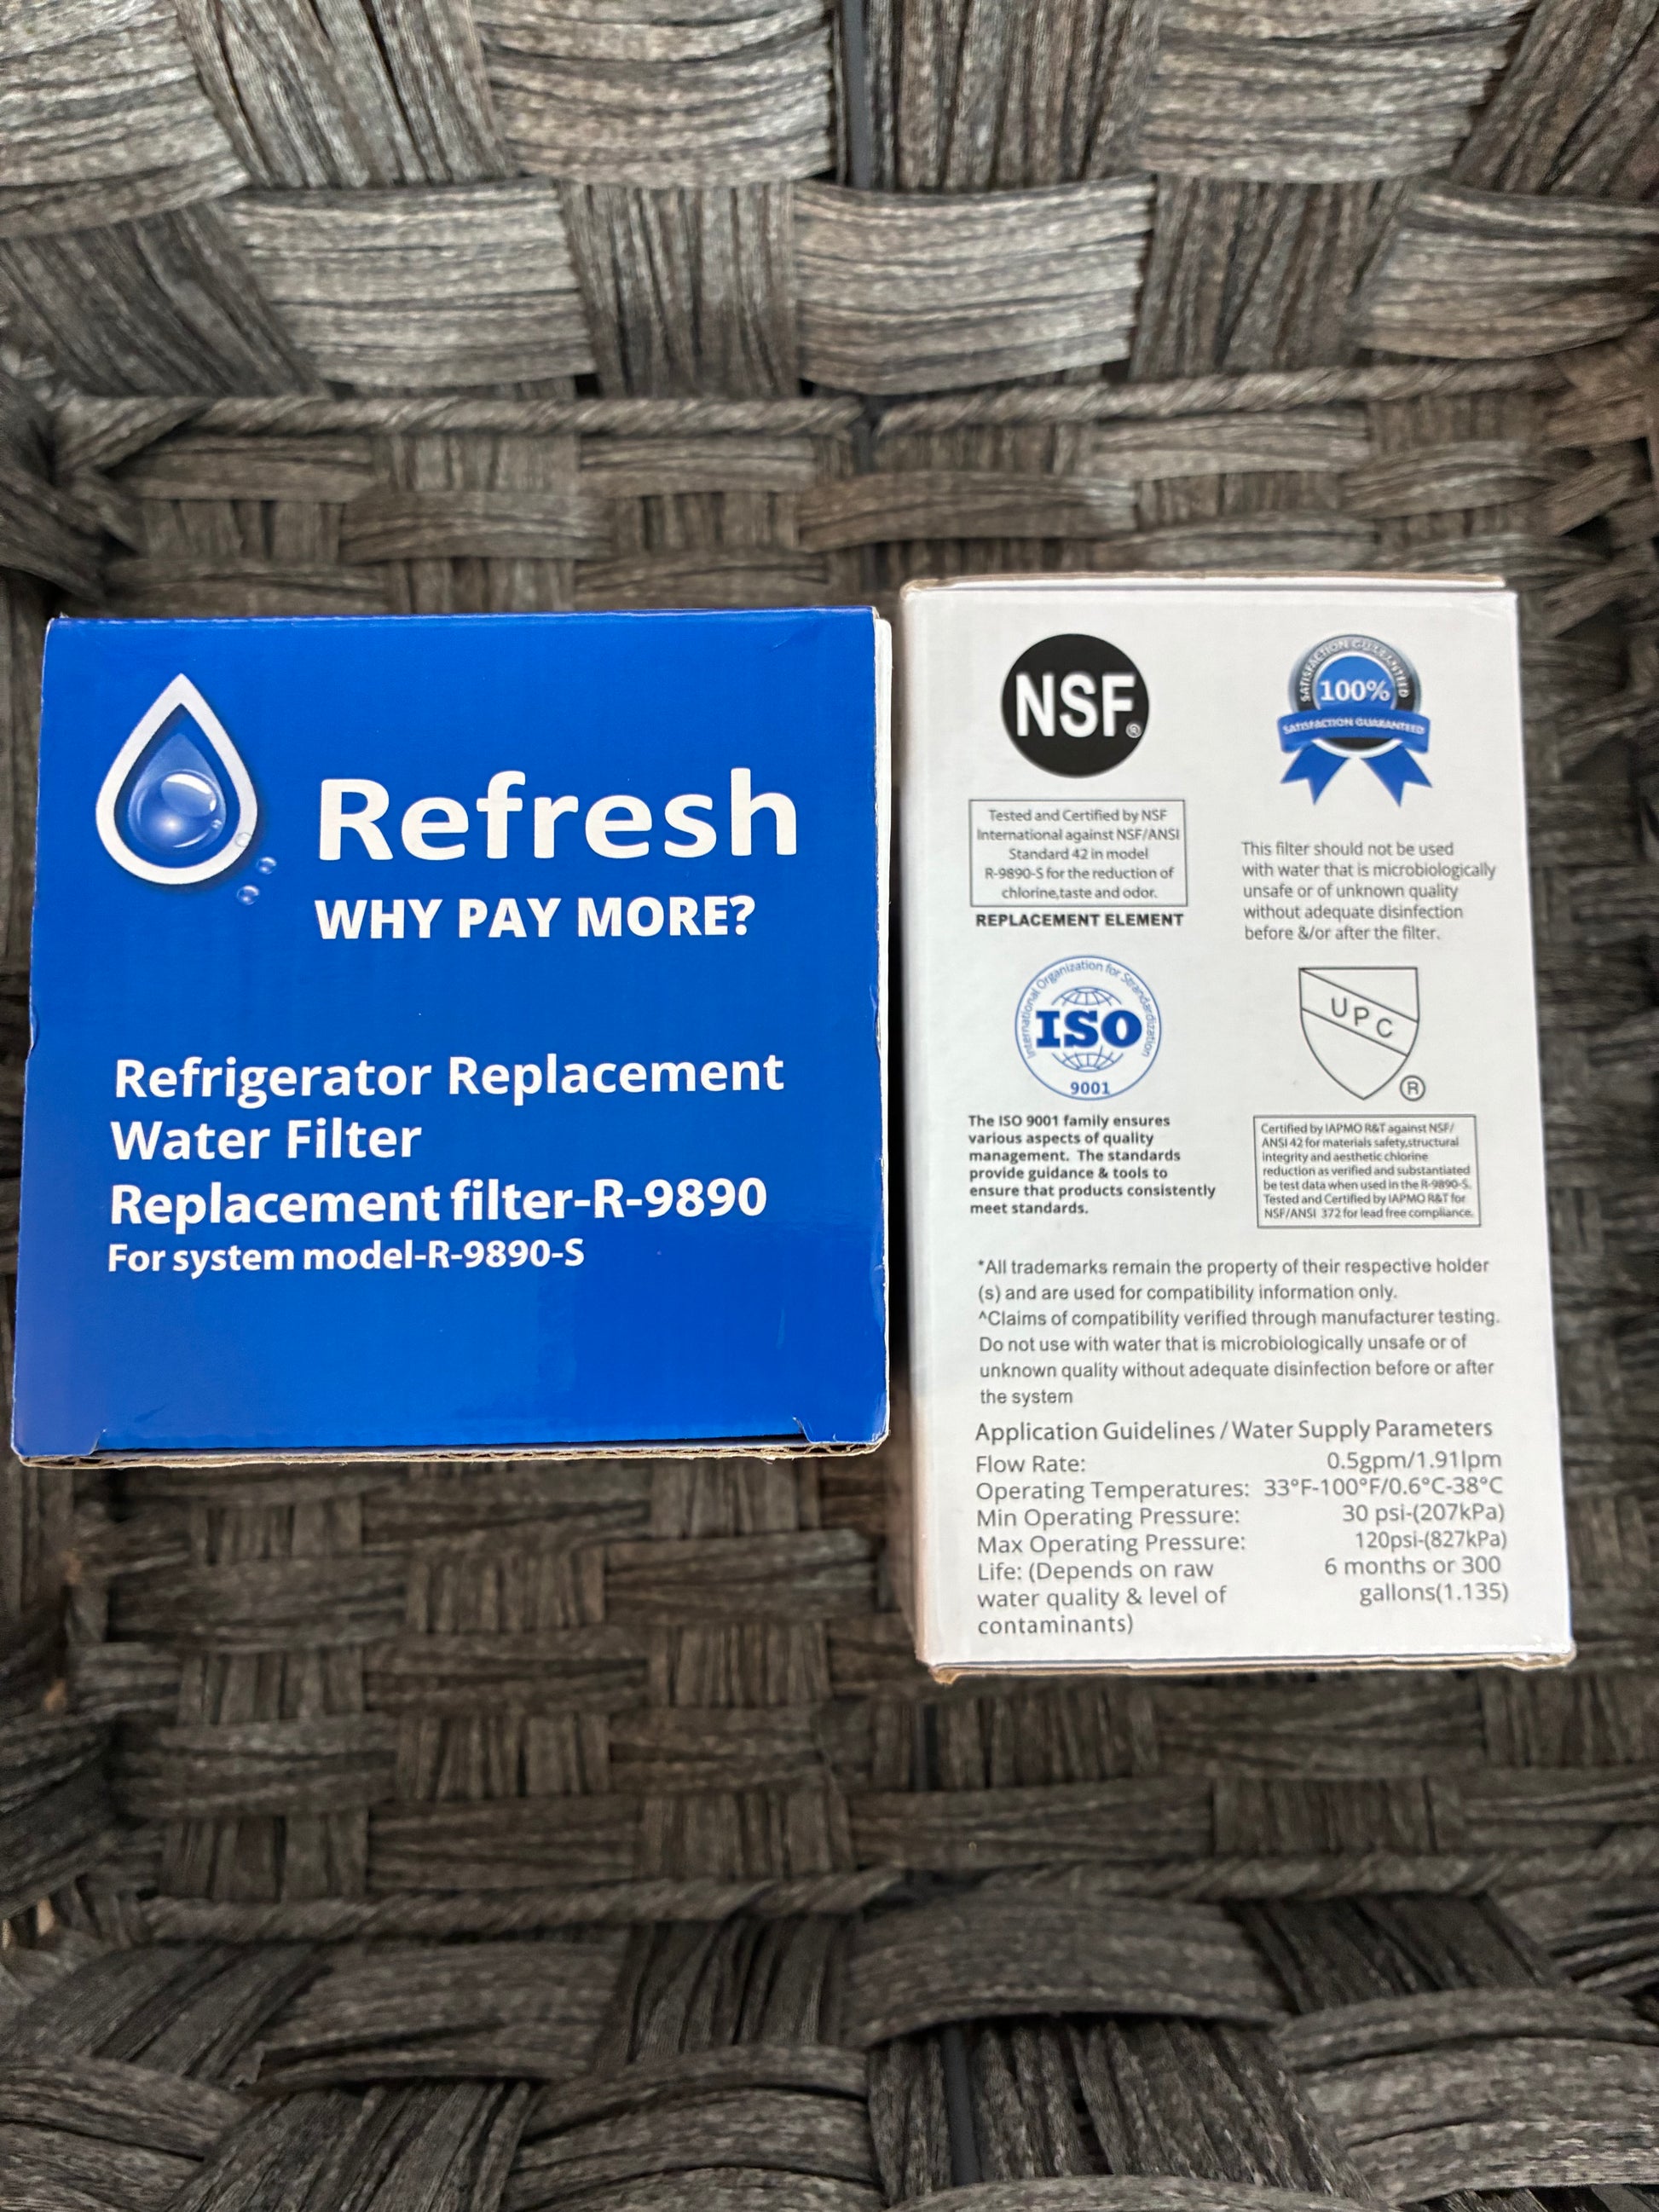 Refresh
WHY PAY MORE?
Refrigerator Replacement
Water Filter
Replacement filter-R-9890
For system model-R-9890-S
NSF®
Tested and Certified by NSF
International against NSF/ANSI
Standard 42 in model
R-9890-S for the reduction of
chlorine,taste and odor.
REPLACEMENT ELEMENT
SATISFACTION GUARANTEED
100%
SATISFACTION GUARANTEED
This filter should not be used
with water that is microbiologically
unsafe or of unknown quality
without adequate disinfection
before &/or after the filter.
International Organization for Strandardization
ISO
9001
The ISO 9001 family ensures
various aspects of quality
management. The standards
provide guidance & tools to
ensure that products consistently
meet standards.
UPC
®
Certified by IAPMO R&T against NSF/
ANSI 42 for materials safety,structural
integrity and aesthetic chlorine
reduction as verified and substantiated
be test data when used in the R-9890-S.
Tested and Certified by IAPMO R&T for
NSF/ANSI 372 for lead free compliance.
*All trademarks remain the property of their respective holder
(s) and are used for compatibility information only.
^Claims of compatibility verified through manufacturer testing.
Do not use with water that is microbiologically unsafe or of
unknown quality without adequate disinfection before or after
the system
Application Guidelines / Water Supply Parameters
Flow Rate: 0.5gpm/1.91lpm
Operating Temperatures: 33°F-100°F/0.6°C-38°C
Min Operating Pressure: 30 psi-(207kPa)
Max Operating Pressure: 120psi-(827kPa)
Life: (Depends on raw 6 months or 300
water quality & level of gallons(1.135)
contaminants)